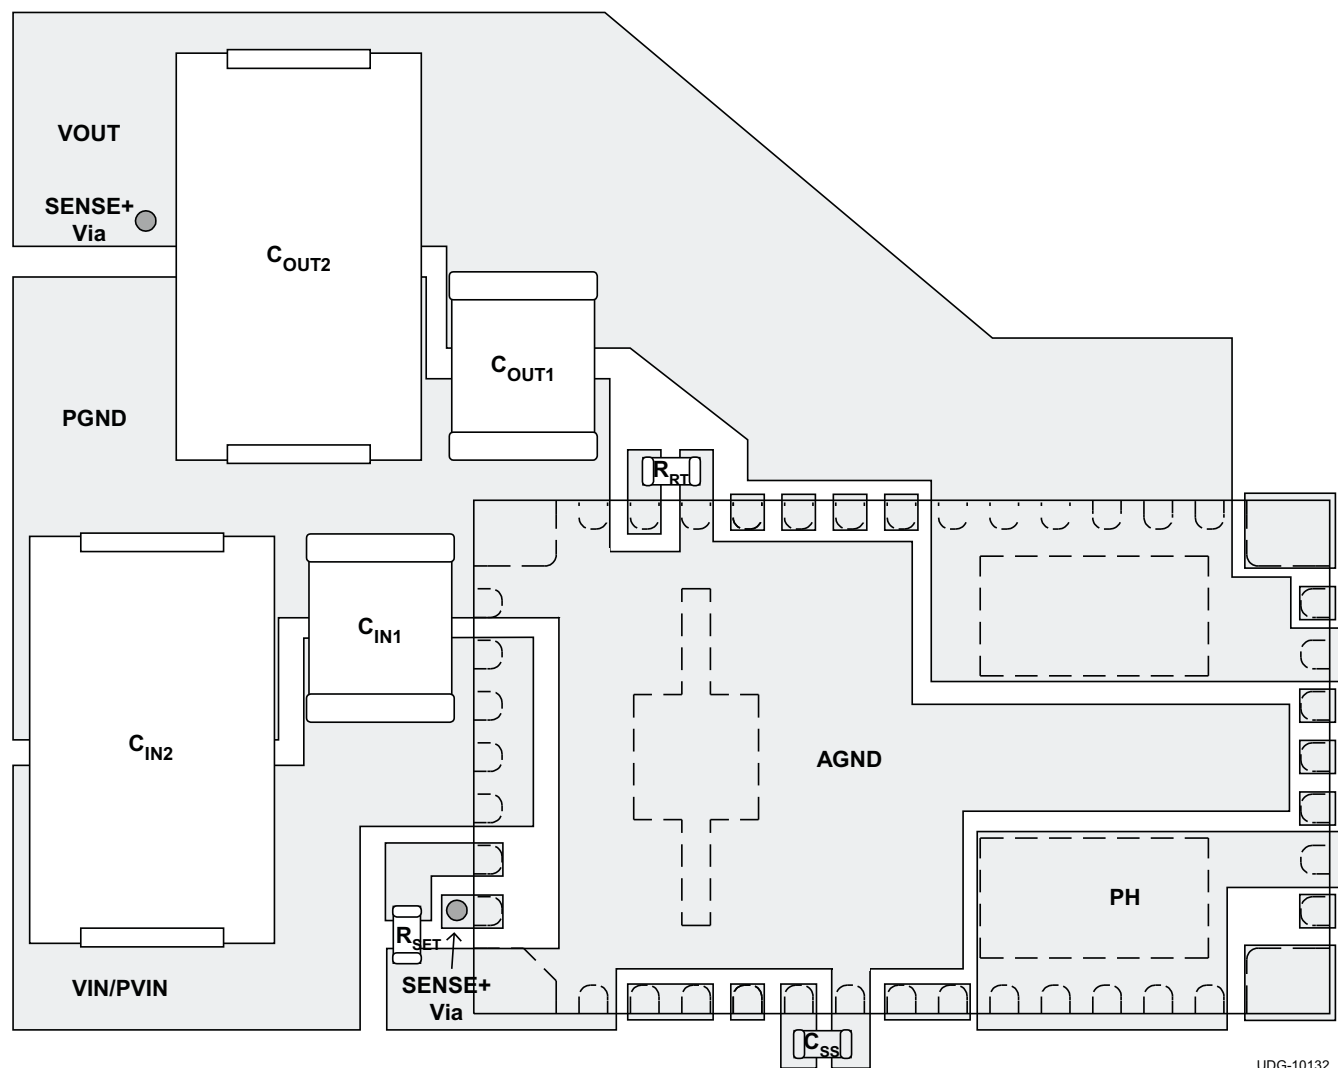 VOUT
SENSE+
Via
COUT2
COUT1
PGND
RRT
CIN1
CIN2
AGND
PH
RSET
SENSE+
Via
VIN/PVIN
CSS
UDG-10132